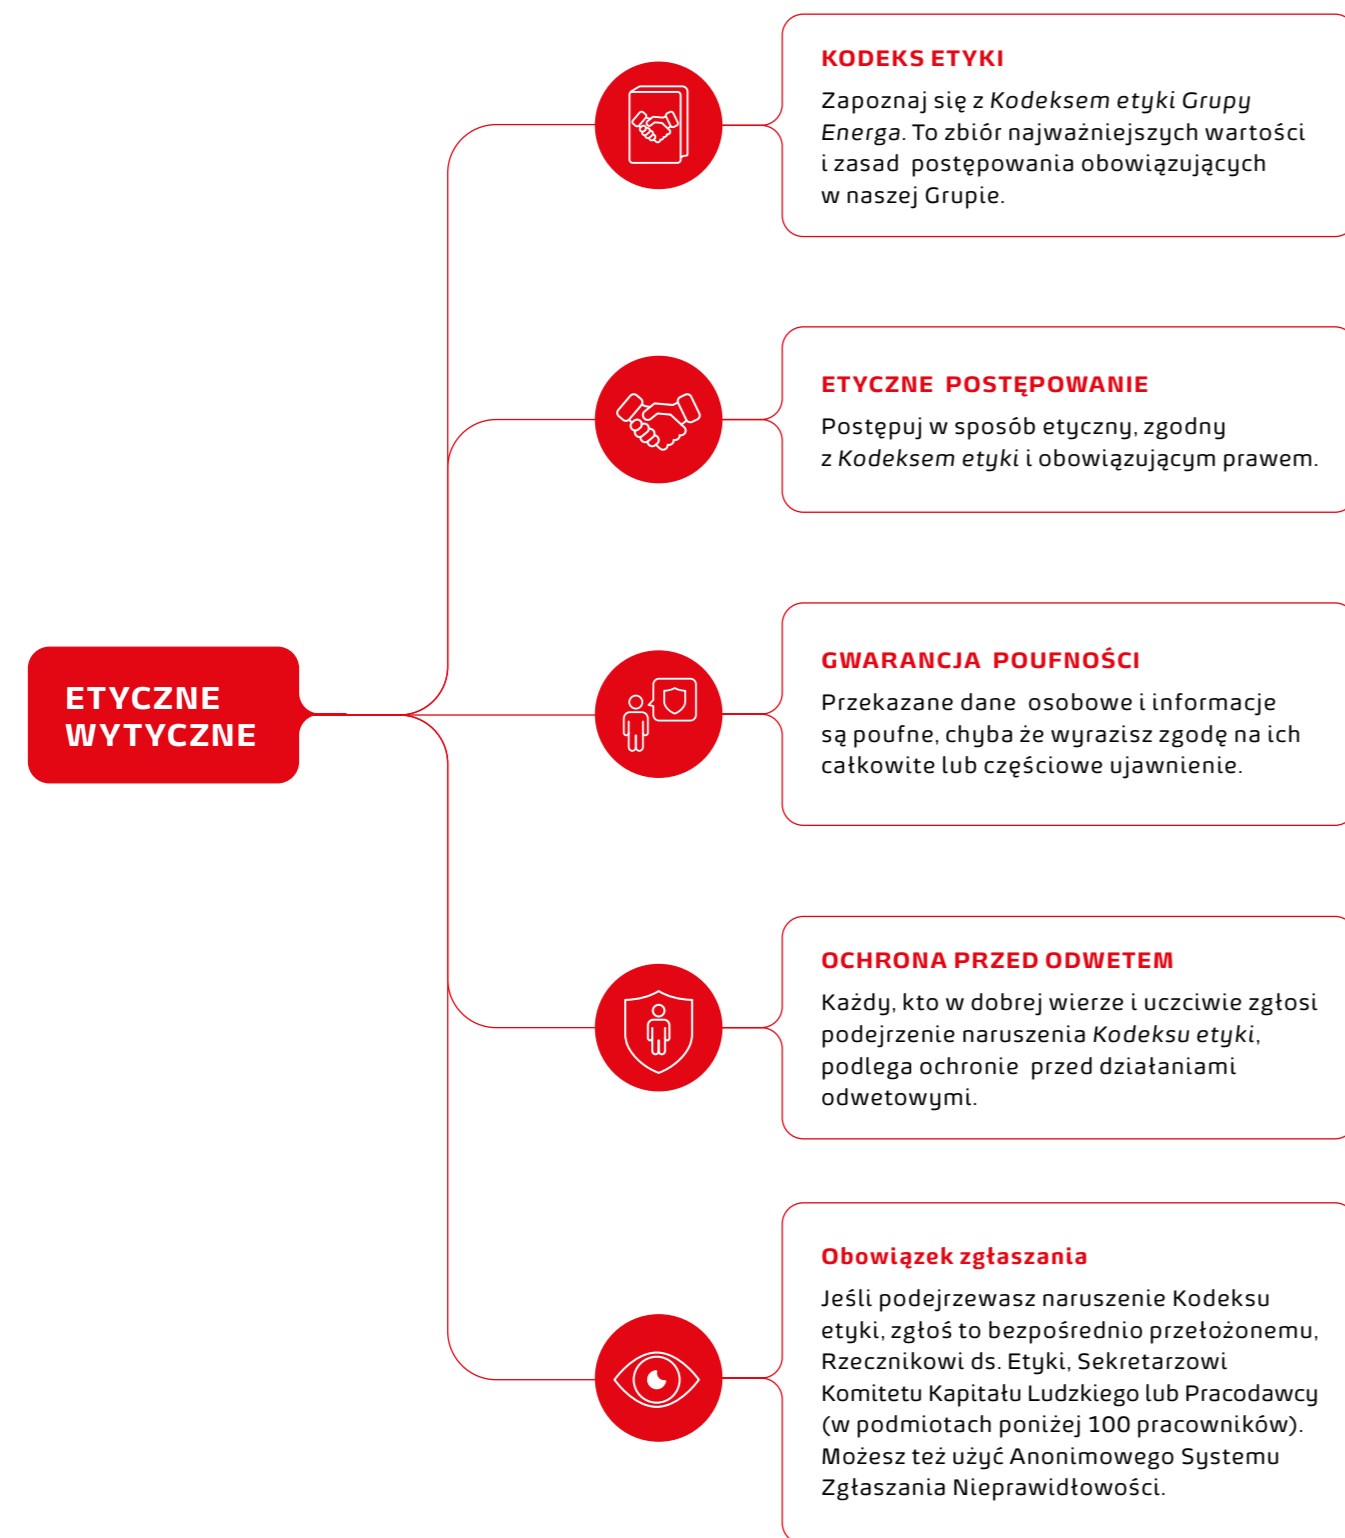 KODEKS ETYKI
Zapoznaj się z Kodeksem etyki Grupy
Energa. To zbiór najważniejszych wartości
i zasad postępowania obowiązujących
w naszej Grupie.
ETYCZNE POSTĘPOWANIE
Postępuj w sposób etyczny, zgodny
z Kodeksem etyki i obowiązującym prawem.
ETYCZNE
WYTYCZNE
GWARANCJA POUFNOŚCI
Przekazane dane osobowe i informacje
są poufne, chyba że wyrazisz zgodę na ich
całkowite lub częściowe ujawnienie.
OCHRONA PRZED ODWETEM
Każdy, kto w dobrej wierze i uczciwie zgłosi
podejrzenie naruszenia Kodeksu etyki,
podlega ochronie przed działaniami
odwetowymi.
Obowiązek zgłaszania
Jeśli podejrzewasz naruszenie Kodeksu
etyki, zgłoś to bezpośrednio przełożonemu,
Rzecznikowi ds. Etyki, Sekretarzowi
Komitetu Kapitału Ludzkiego lub Pracodawcy
(w podmiotach poniżej 100 pracowników).
Możesz też użyć Anonimowego Systemu
Zgłaszania Nieprawidłowości.